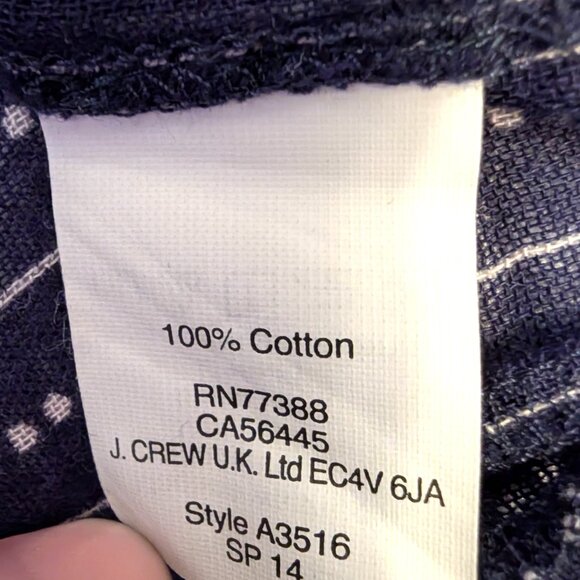 100% Cotton
RN77388
CA56445
J. CREW U.K. Ltd EC4V 6JA
Style A3516
SP 14